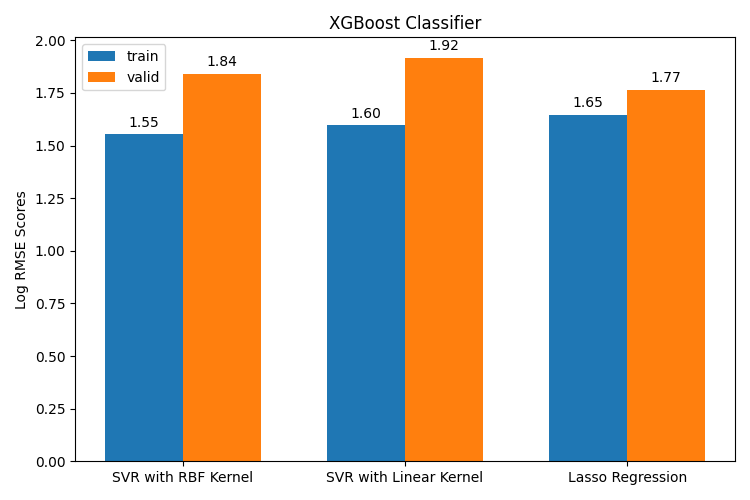 XGBoost Classifier
train
valid
1.55
1.84
1.60
1.92
1.65
1.77
Log RMSE Scores
2.00
1.75
1.50
1.25
1.00
0.75
0.50
0.25
0.00
SVR with RBF Kernel
SVR with Linear Kernel
Lasso Regression